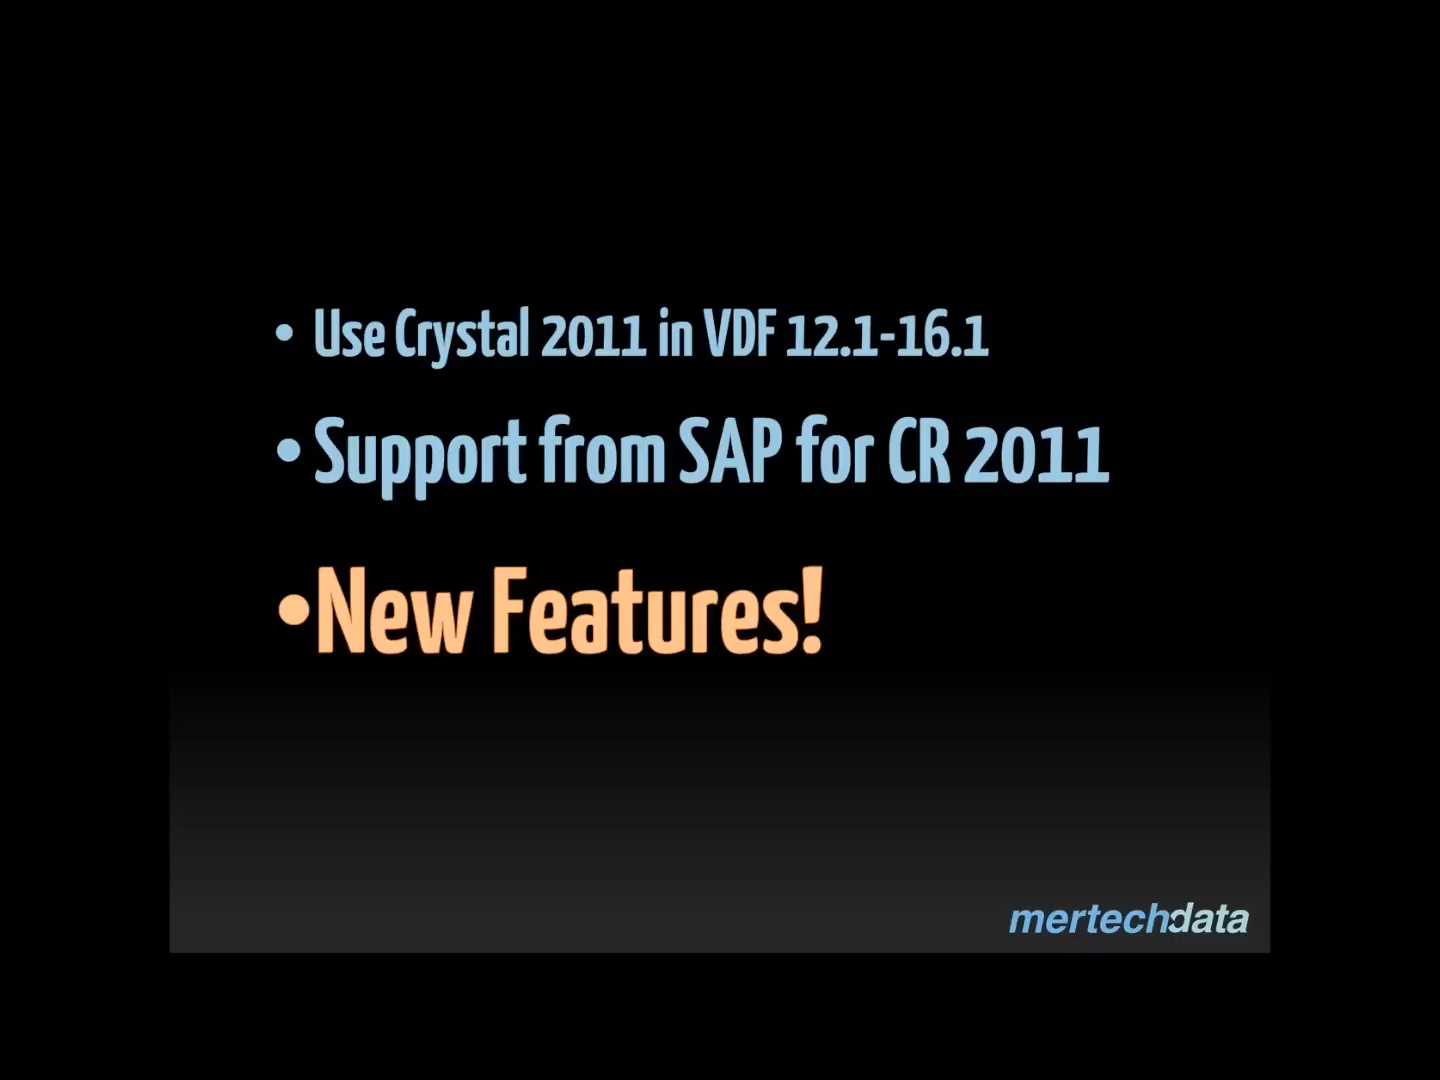 • Use Crystal 2011 in VDF 12.1-16.1
• Support from SAP for CR 2011
• New Features!
mertechdata